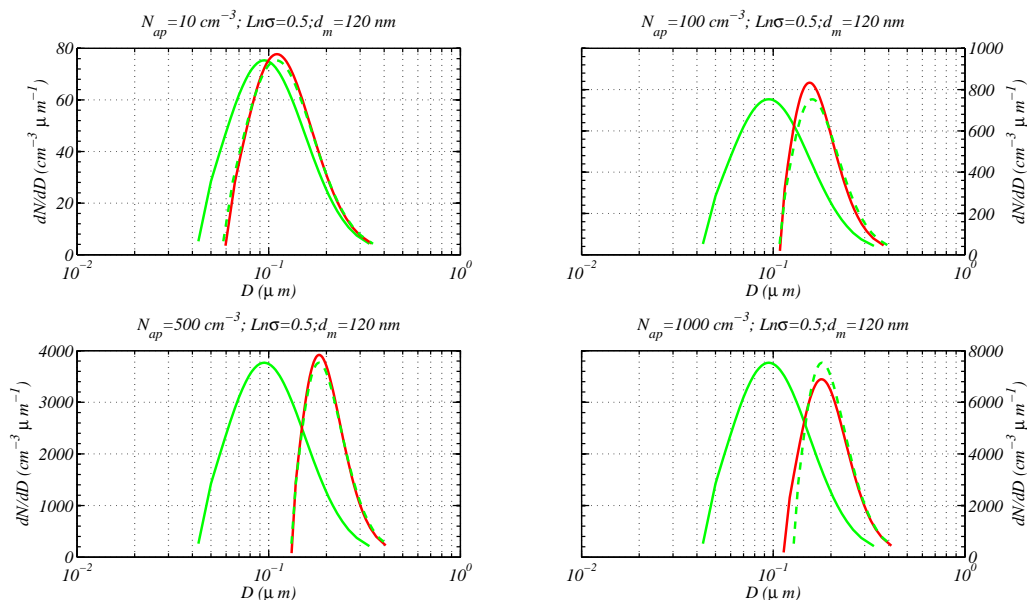 N_ap=10 cm^−3; Lnσ=0.5;d_m=120 nm
80
60
40
20
0
dN/dD (cm^−3 μ m^−1)
10^−2
10^−1
10^0
D (μ m)
N_ap=100 cm^−3; Lnσ=0.5;d_m=120 nm
1000
800
600
400
200
0
dN/dD (cm^−3 μ m^−1)
10^−2
10^−1
10^0
D (μ m)
N_ap=500 cm^−3; Lnσ=0.5;d_m=120 nm
4000
3000
2000
1000
0
dN/dD (cm^−3 μ m^−1)
10^−2
10^−1
10^0
D (μ m)
N_ap=1000 cm^−3; Lnσ=0.5;d_m=120 nm
8000
6000
4000
2000
0
dN/dD (cm^−3 μ m^−1)
10^−2
10^−1
10^0
D (μ m)